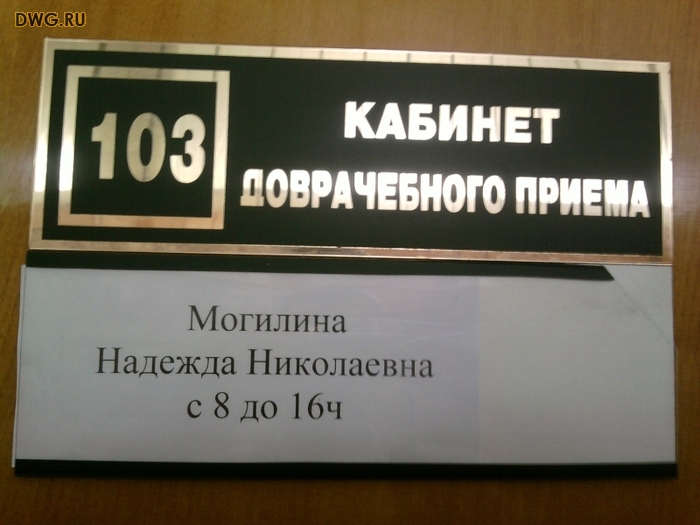 DWG.RU
103
КАБИНЕТ
ДОВРАЧЕБНОГО ПРИЕМА
Могилина
Надежда Николаевна
с 8 до 16ч